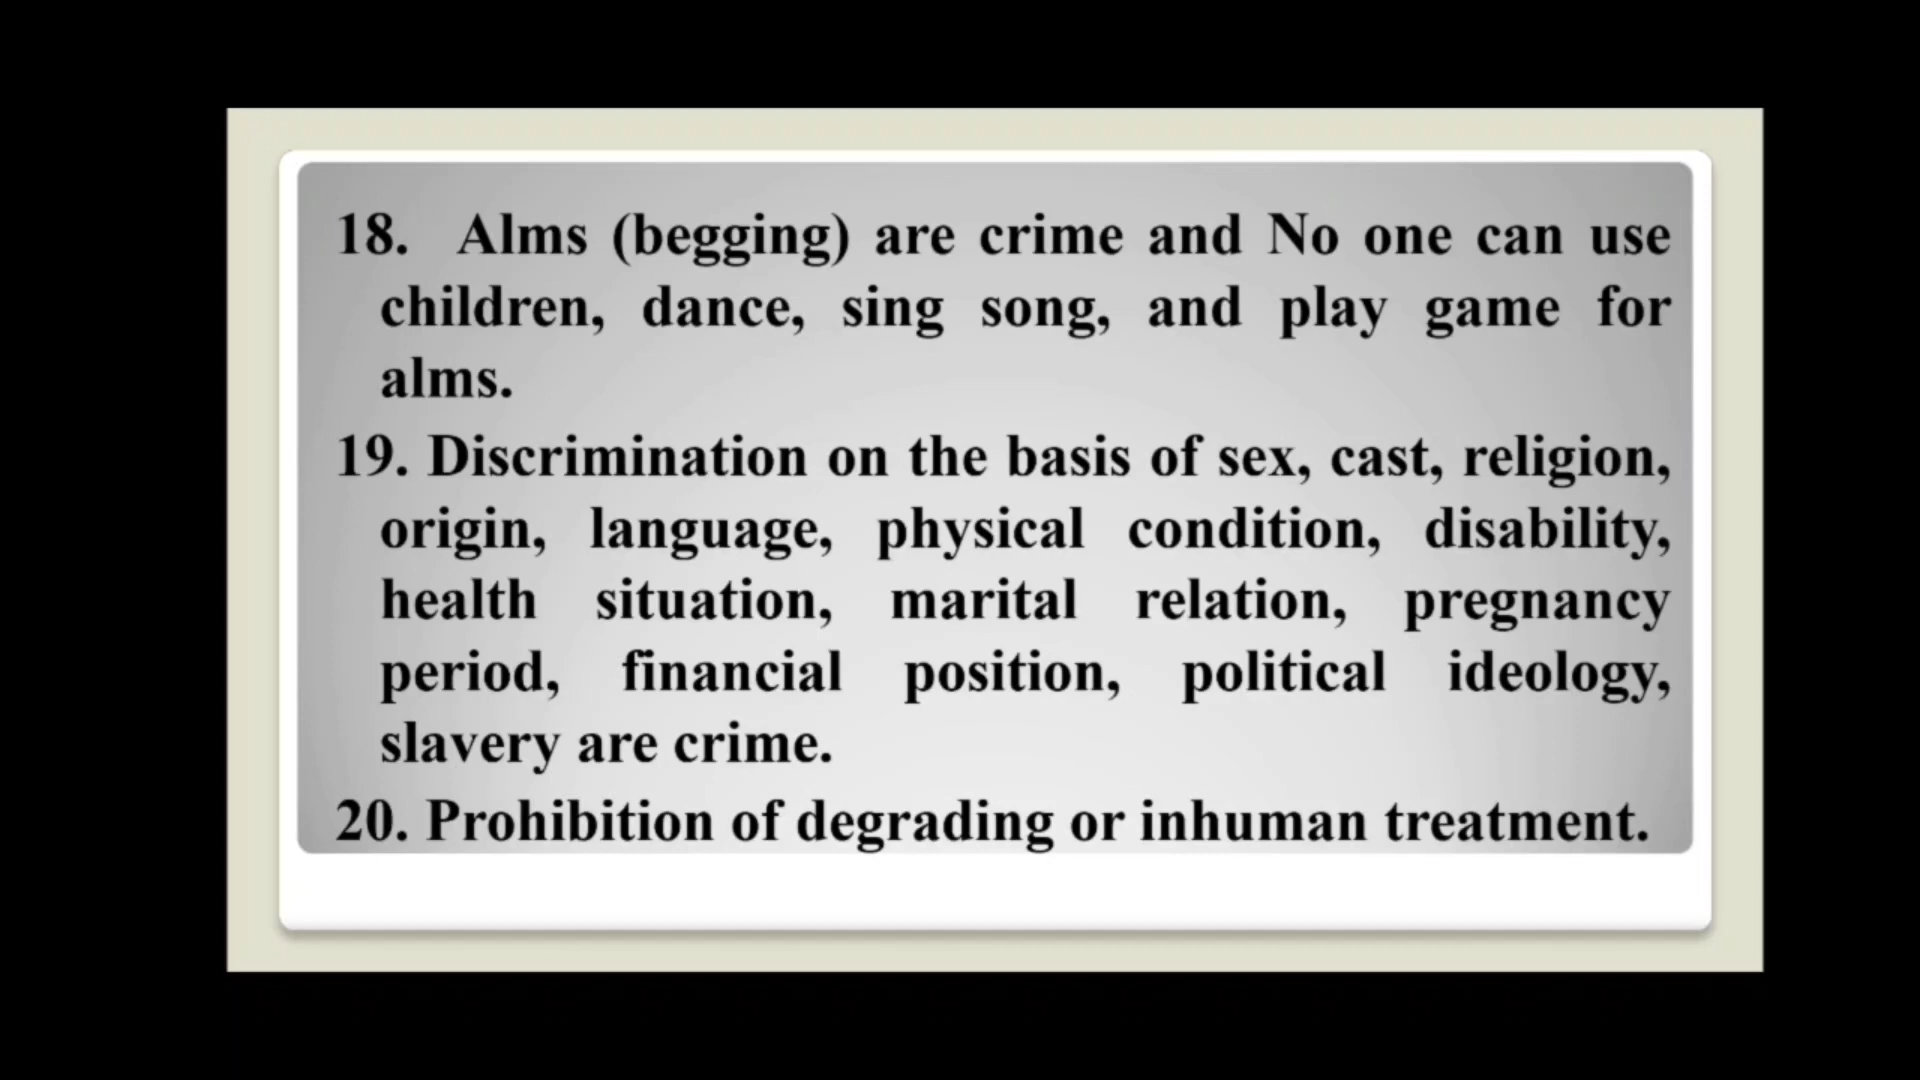 18. Alms (begging) are crime and No one can use
children, dance, sing song, and play game for
alms.
19. Discrimination on the basis of sex, cast, religion,
origin, language, physical condition, disability,
health situation, marital relation, pregnancy
period, financial position, political ideology,
slavery are crime.
20. Prohibition of degrading or inhuman treatment.